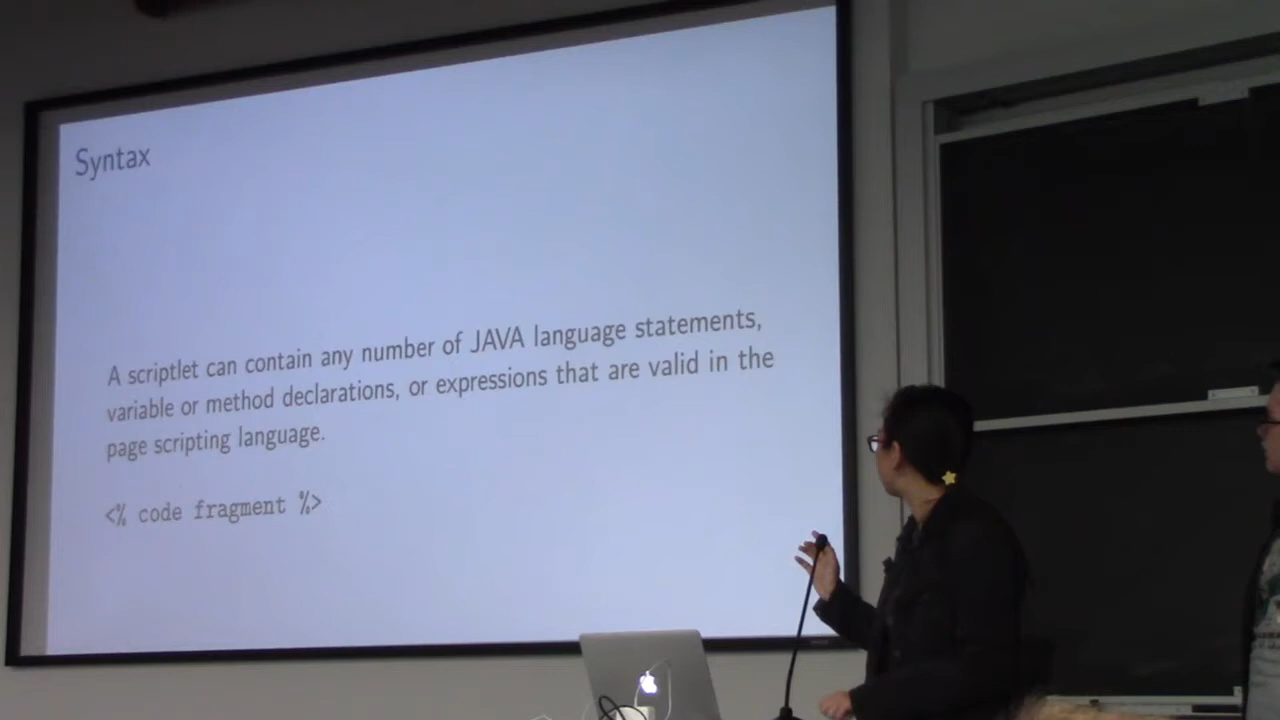 Syntax
A scriptlet can contain any number of JAVA language statements,
variable or method declarations, or expressions that are valid in the
page scripting language.
<% code fragment %>